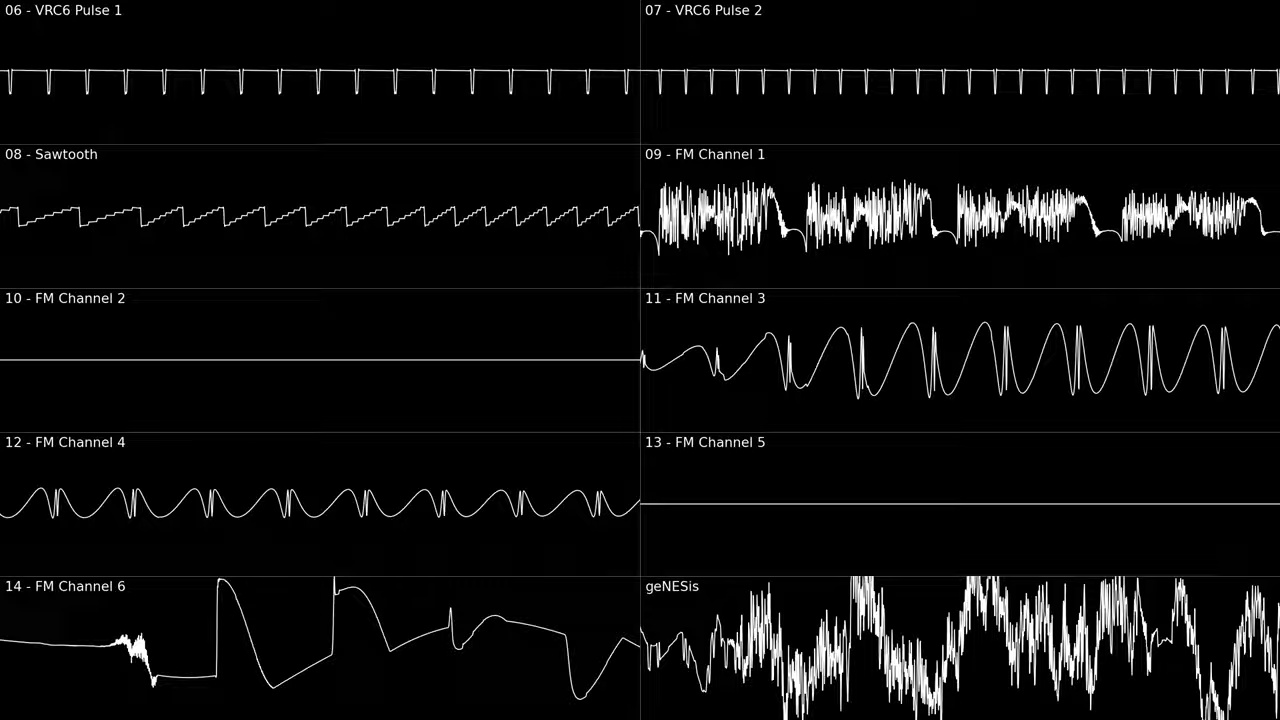 06 - VRC6 Pulse 1
07 - VRC6 Pulse 2
08 - Sawtooth
09 - FM Channel 1
10 - FM Channel 2
11 - FM Channel 3
12 - FM Channel 4
13 - FM Channel 5
14 - FM Channel 6
geNESis